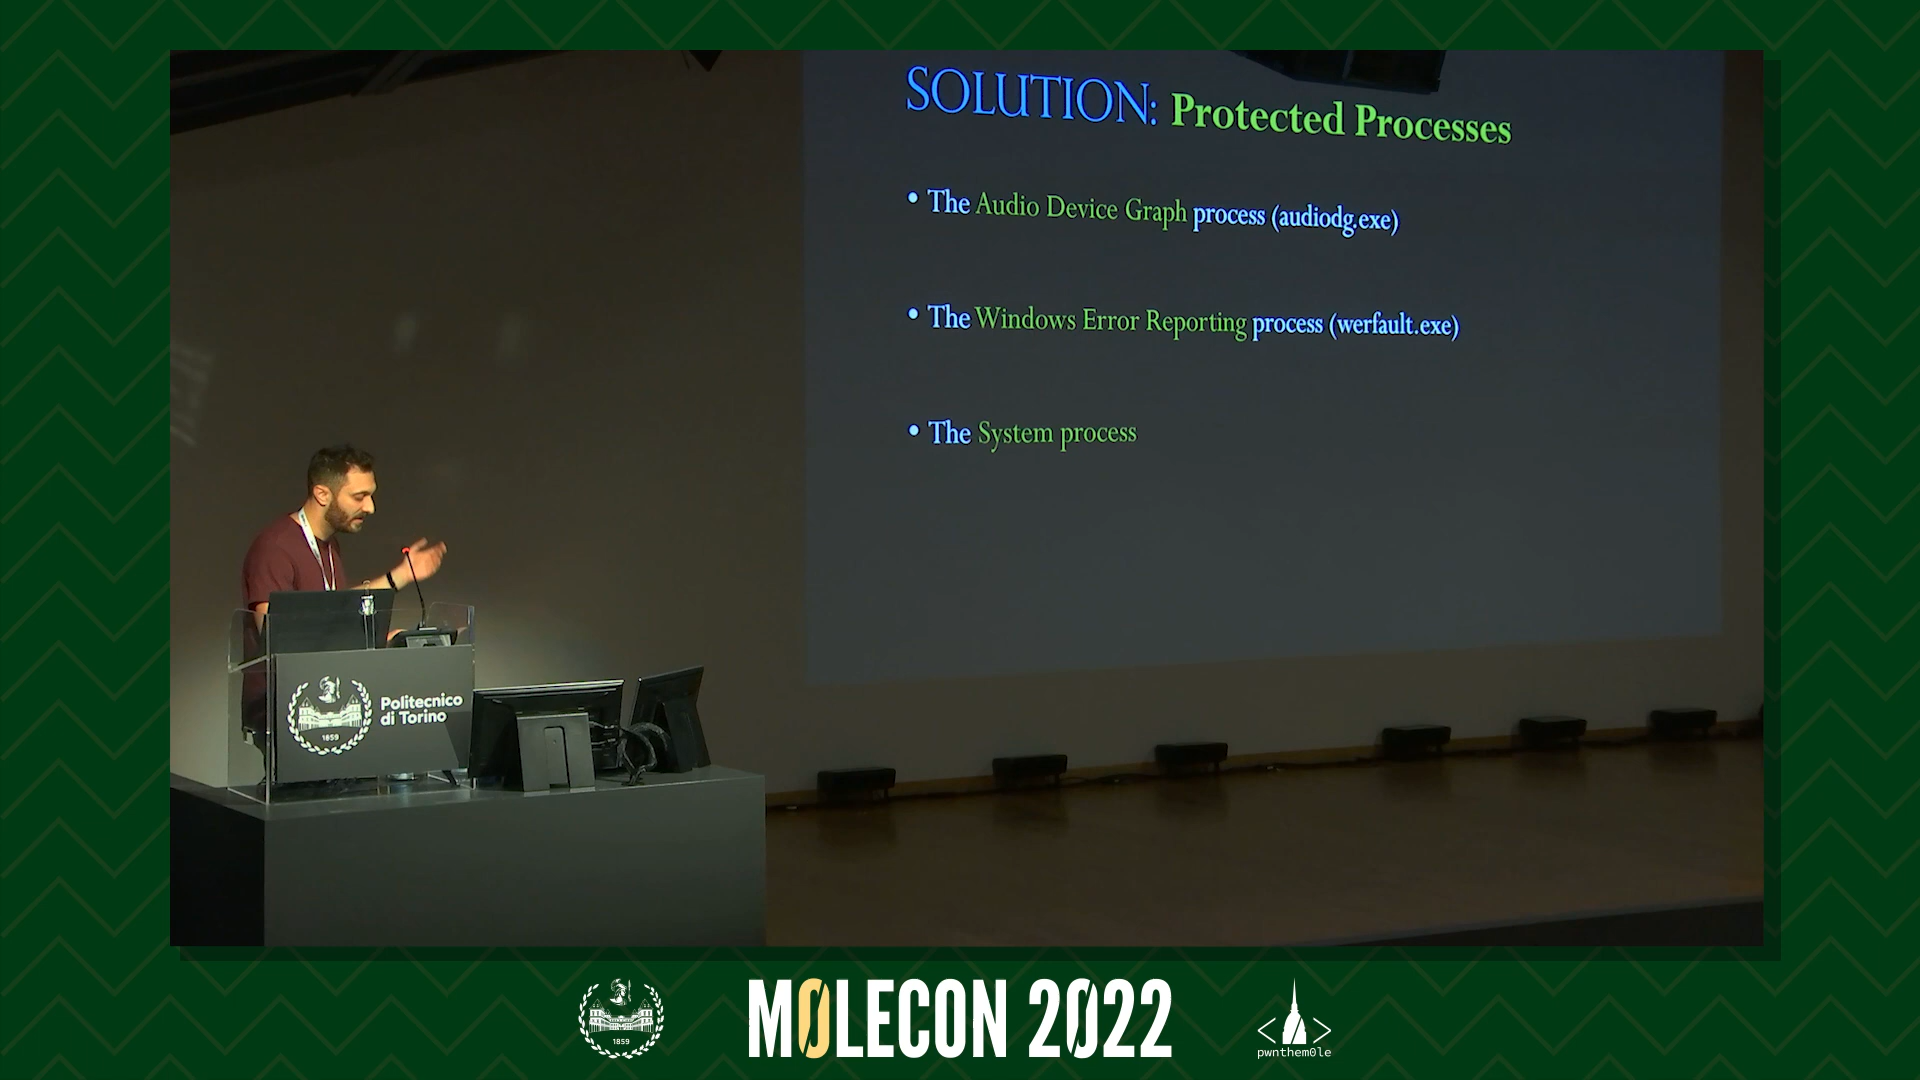 SOLUTION: Protected Processes
• The Audio Device Graph process (audiodg.exe)
• The Windows Error Reporting process (werfault.exe)
• The System process
1859
Politecnico
di Torino
1859
MØLECON 2022
<>
pwnthem0le